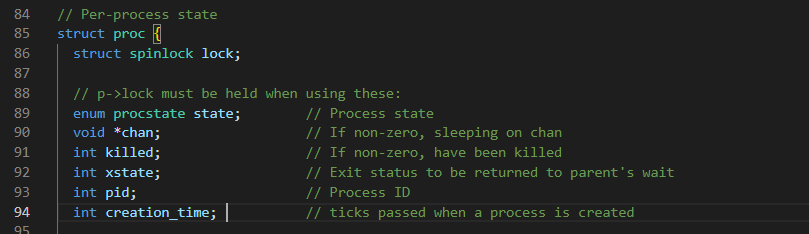 84 // Per-process state
85 struct proc {
86 struct spinlock lock;
87
88 // p->lock must be held when using these:
89 enum procstate state; // Process state
90 void *chan; // If non-zero, sleeping on chan
91 int killed; // If non-zero, have been killed
92 int xstate; // Exit status to be returned to parent's wait
93 int pid; // Process ID
94 int creation_time; // ticks passed when a process is created
95